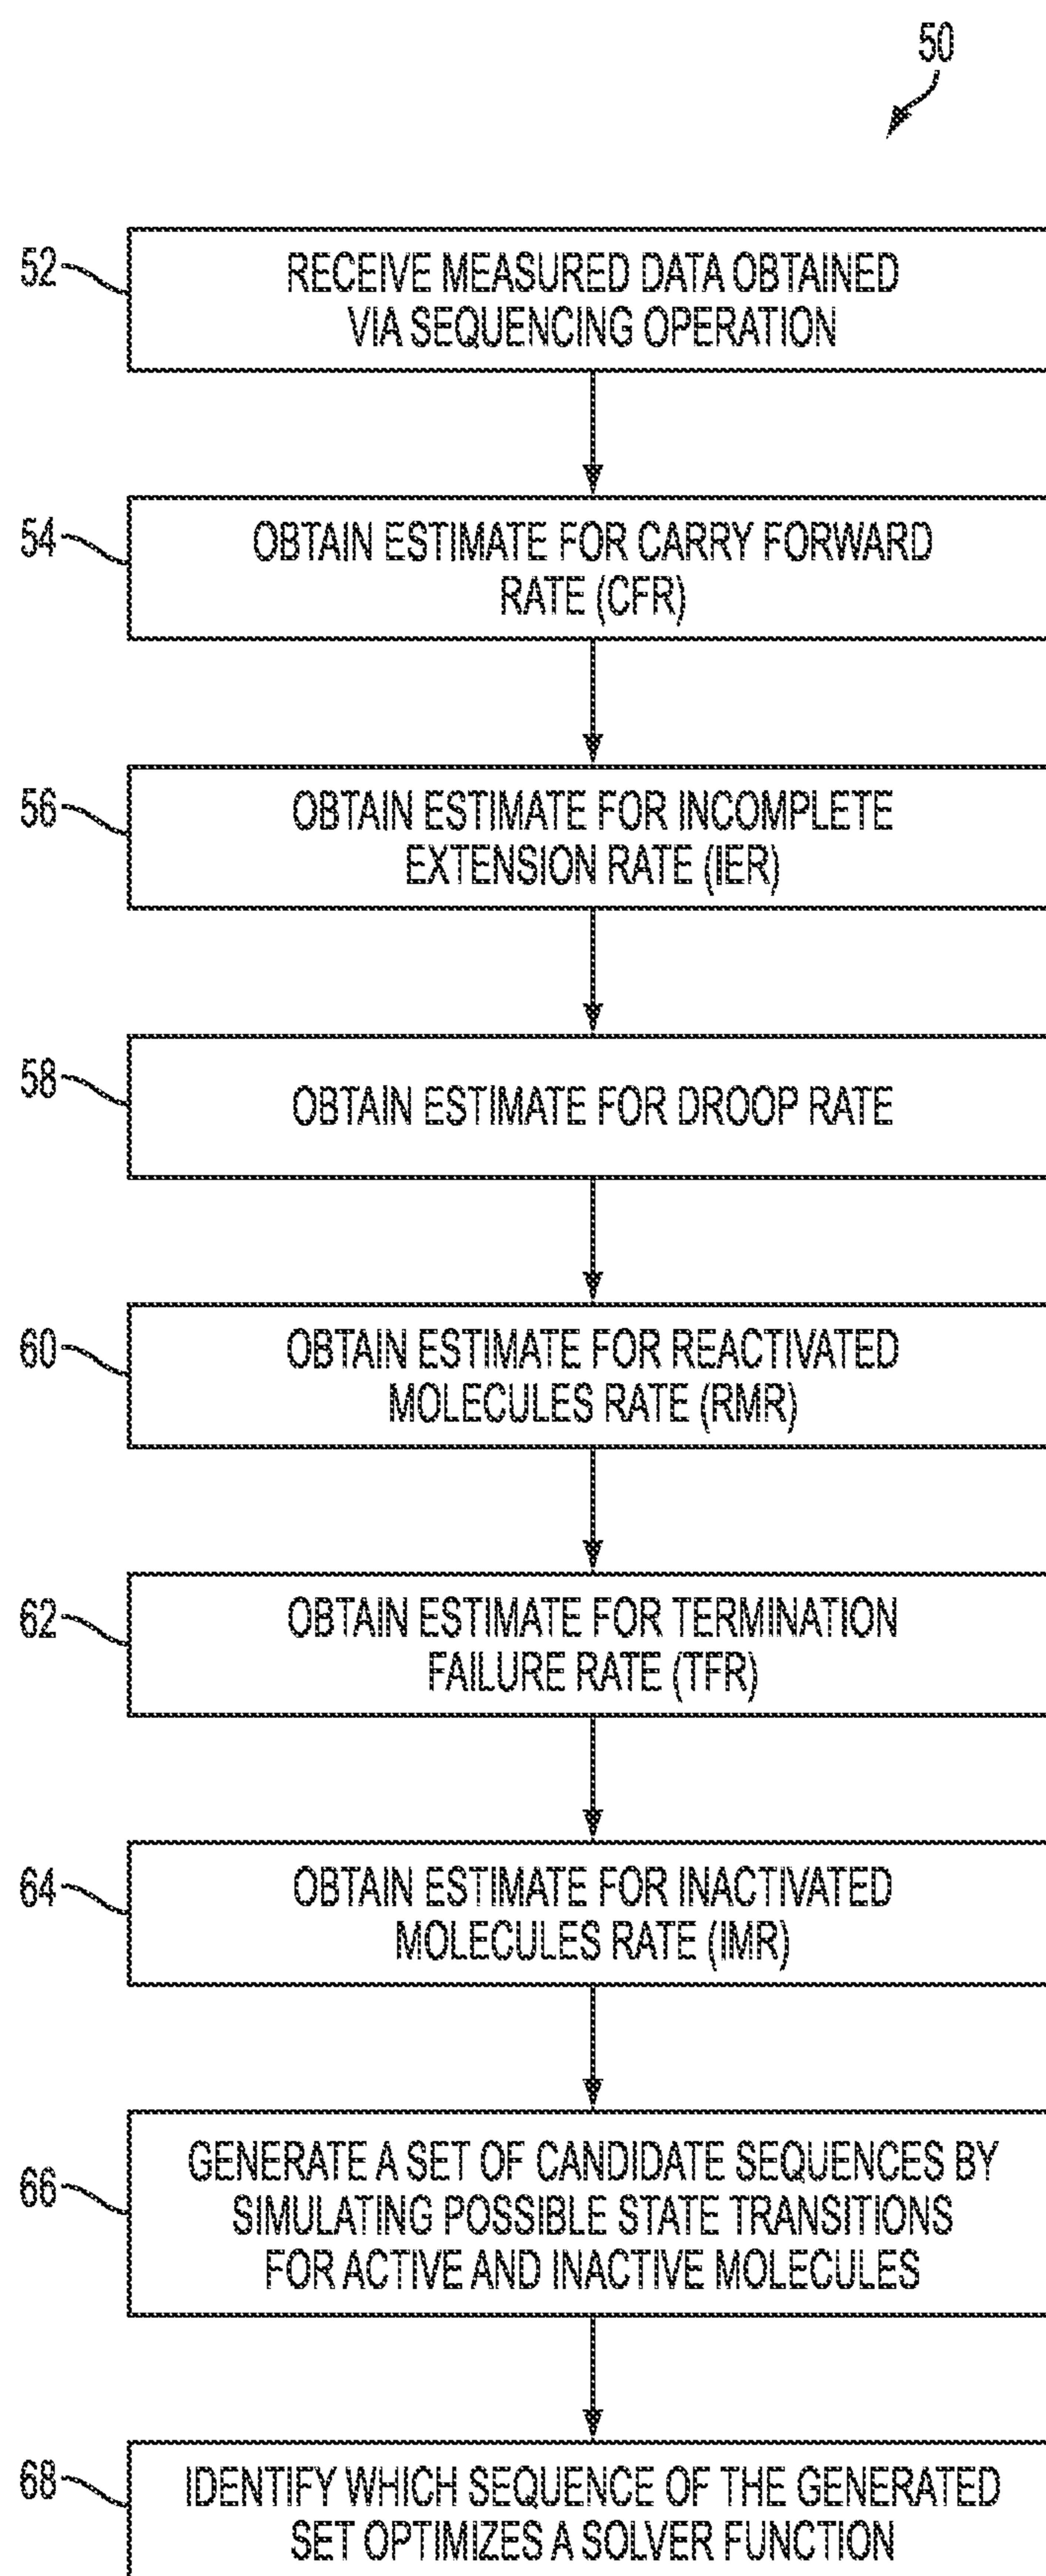 50
52
RECEIVE MEASURED DATA OBTAINED
VIA SEQUENCING OPERATION
54
OBTAIN ESTIMATE FOR CARRY FORWARD
RATE (CFR)
56
OBTAIN ESTIMATE FOR INCOMPLETE
EXTENSION RATE (IER)
58
OBTAIN ESTIMATE FOR DROOP RATE
60
OBTAIN ESTIMATE FOR REACTIVATED
MOLECULES RATE (RMR)
62
OBTAIN ESTIMATE FOR TERMINATION
FAILURE RATE (TFR)
64
OBTAIN ESTIMATE FOR INACTIVATED
MOLECULES RATE (IMR)
66
GENERATE A SET OF CANDIDATE SEQUENCES BY
SIMULATING POSSIBLE STATE TRANSITIONS
FOR ACTIVE AND INACTIVE MOLECULES
68
IDENTIFY WHICH SEQUENCE OF THE GENERATED
SET OPTIMIZES A SOLVER FUNCTION